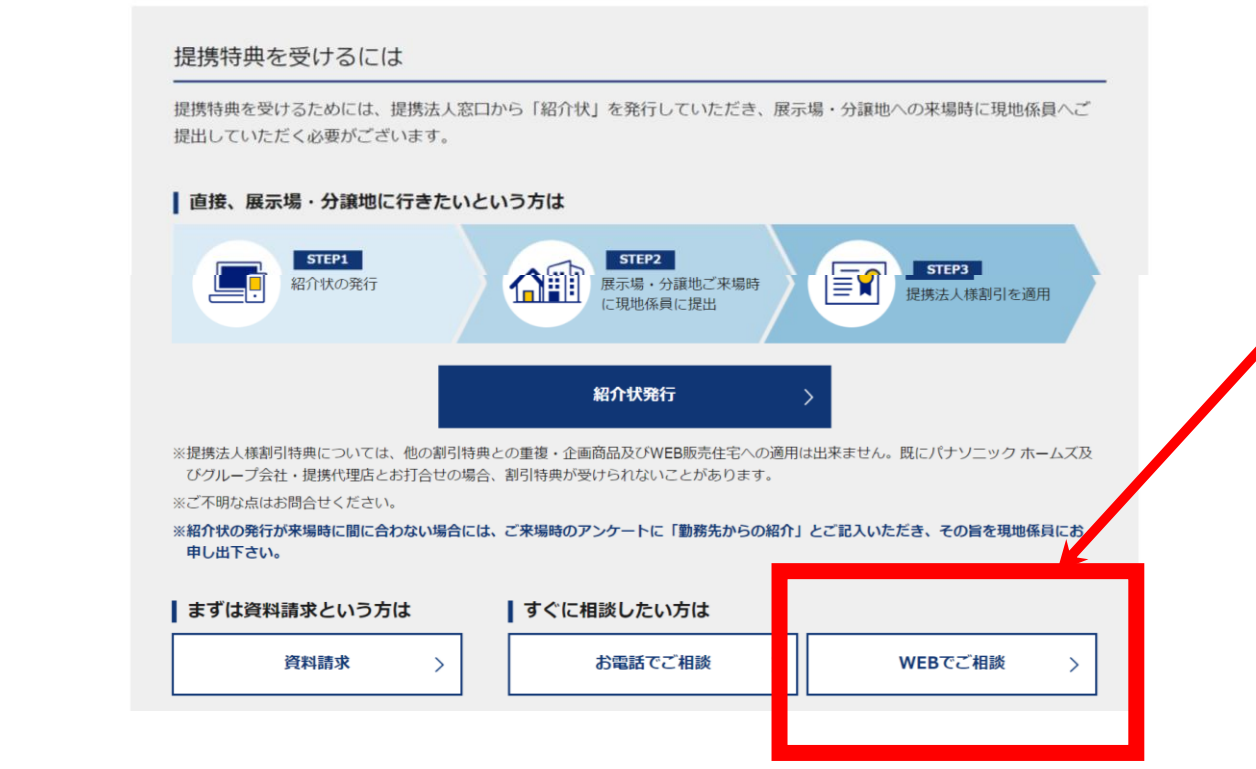 提携特典を受けるには
提携特典を受けるためには、提携法人窓口から「紹介状」を発行していただき、展示場・分譲地への来場時に現地係員へご
提出していただく必要がございます。
直接、展示場・分譲地に行きたいという方は
STEP1
紹介状の発行
STEP2
展示場・分譲地ご来場時
に現地係員に提出
STEP3
提携法人様割引を適用
紹介状発行
※提携法人様割引特典については、他の割引特典との重複・企画商品及びWEB販売住宅への適用は出来ません。既にパナソニック ホームズ及
びグループ会社・提携代理店とお打合せの場合、割引特典が受けられないことがあります。
※ご不明な点はお問合せください。
※紹介状の発行が来場時に間に合わない場合には、ご来場時のアンケートに「勤務先からの紹介」とご記入いただき、その旨を現地係員にお
申し出下さい。
まずは資料請求という方は
すぐに相談したい方は
資料請求
お電話でご相談
WEBでご相談